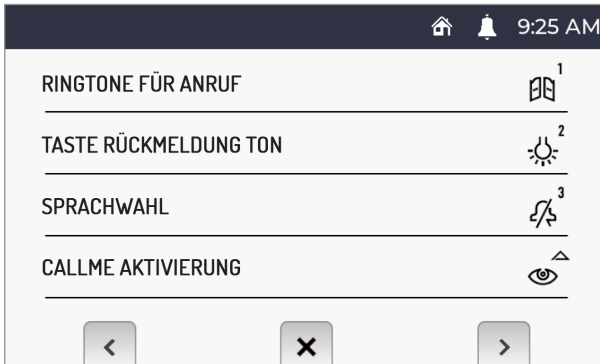 9:25 AM
RINGTONE FÜR ANRUF 1
TASTE RÜCKMELDUNG TON 2
SPRACHWAHL 3
CALLME AKTIVIERUNG